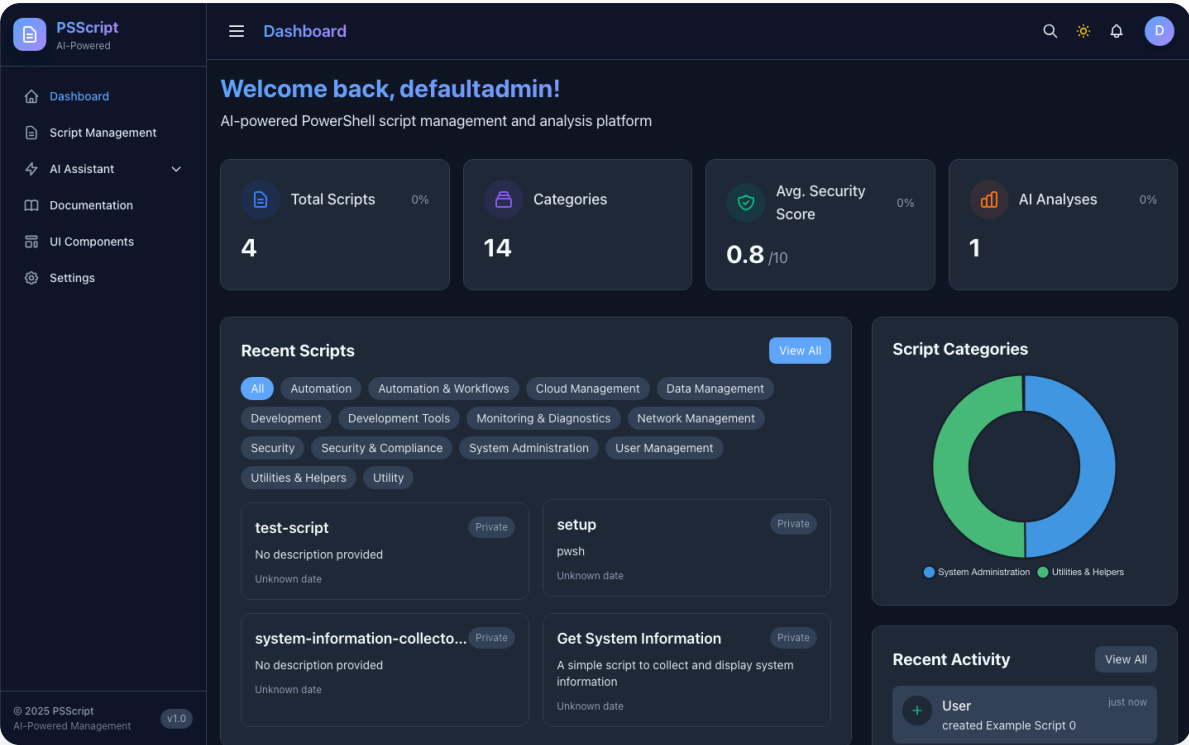 PSScript
AI-Powered
Dashboard
D
Dashboard
Script Management
AI Assistant
Documentation
UI Components
Settings
© 2025 PSScript
AI-Powered Management
v1.0
Welcome back, defaultadmin!
AI-powered PowerShell script management and analysis platform
Total Scripts
0%
4
Categories
14
Avg. Security
Score
0%
0.8 /10
AI Analyses
0%
1
Recent Scripts
View All
All Automation Automation & Workflows Cloud Management Data Management
Development Development Tools Monitoring & Diagnostics Network Management
Security Security & Compliance System Administration User Management
Utilities & Helpers Utility
test-script
Private
No description provided
Unknown date
setup
Private
pwsh
Unknown date
system-information-collecto...
Private
No description provided
Unknown date
Get System Information
Private
A simple script to collect and display system
information
Unknown date
Script Categories
System Administration Utilities & Helpers
Recent Activity
View All
User
just now
created Example Script 0